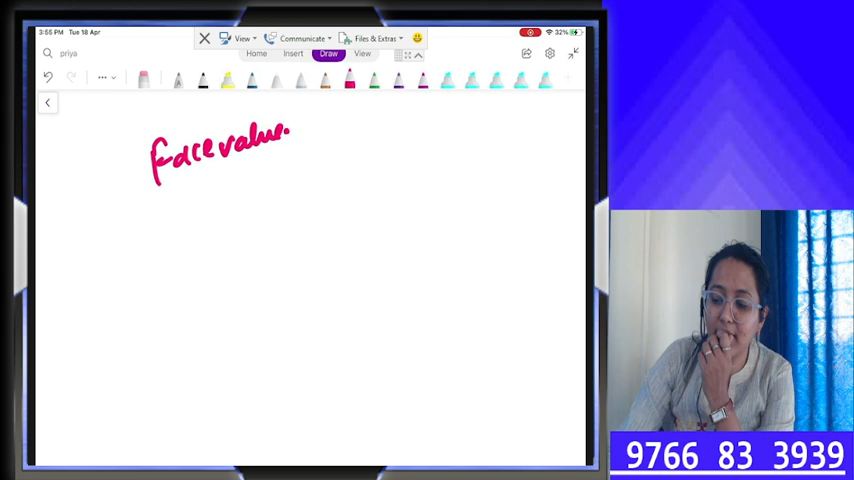 3:55 PM Tue 18 Apr
32%
View
Communicate
Files & Extras
priya
Home Insert Draw View
Face value.
9766 83 3939